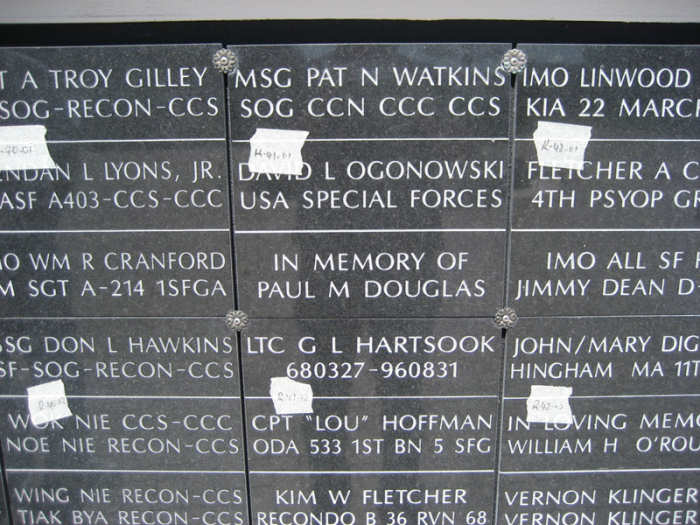 T A TROY GILLEY
SOG-RECON-CCS
LYONS, JR.
ASF A403-CCS-CCC
WM R CRANFORD
SGT A-214 1SFGA
DON L HAWKINS
SF-SOG-RECON-CCS
WOK NIE CCS-CCC
NOE NIE RECON-CCS
WING NIE RECON-CCS
TIAK BYA RECON-CCS
MSG PAT N WATKINS
SOG CCN CCC CCS
DAVID L OGONOWSKI
USA SPECIAL FORCES
IN MEMORY OF
PAUL M DOUGLAS
LTC G L HARTSOOK
680327-960831
CPT "LOU" HOFFMAN
ODA 533 1ST BN 5 SFG
KIM W FLETCHER
RECONDO B 36 RVN 68
IMO LINWOOD
KIA 22 MARC
FLETCHER A C
4TH PSYOP GR
IMO ALL SF
JIMMY DEAN D-
JOHN/MARY DIG
HINGHAM MA 11T
IN LOVING MEMO
WILLIAM H O'ROU
VERNON KLINGER
VERNON KLINGER